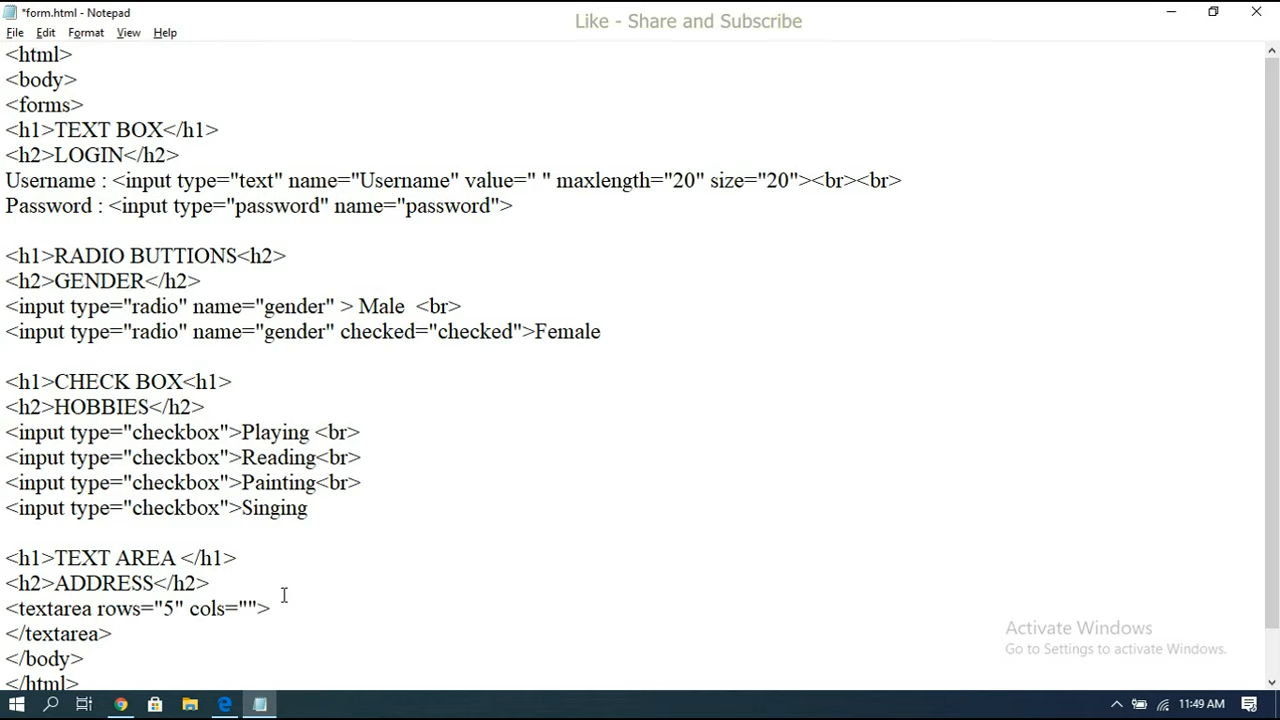 *form.html - Notepad
Like - Share and Subscribe
File Edit Format View Help
<html>
<body>
<forms>
<h1>TEXT BOX</h1>
<h2>LOGIN</h2>
Username : <input type="text" name="Username" value=" " maxlength="20" size="20"><br><br>
Password : <input type="password" name="password">
<h1>RADIO BUTTIONS<h2>
<h2>GENDER</h2>
<input type="radio" name="gender" > Male  <br>
<input type="radio" name="gender" checked="checked">Female
<h1>CHECK BOX<h1>
<h2>HOBBIES</h2>
<input type="checkbox">Playing <br>
<input type="checkbox">Reading<br>
<input type="checkbox">Painting<br>
<input type="checkbox">Singing
<h1>TEXT AREA </h1>
<h2>ADDRESS</h2>
<textarea rows="5" cols="">
</textarea>
</body>
</html>
Activate Windows
Go to Settings to activate Windows.
11:49 AM